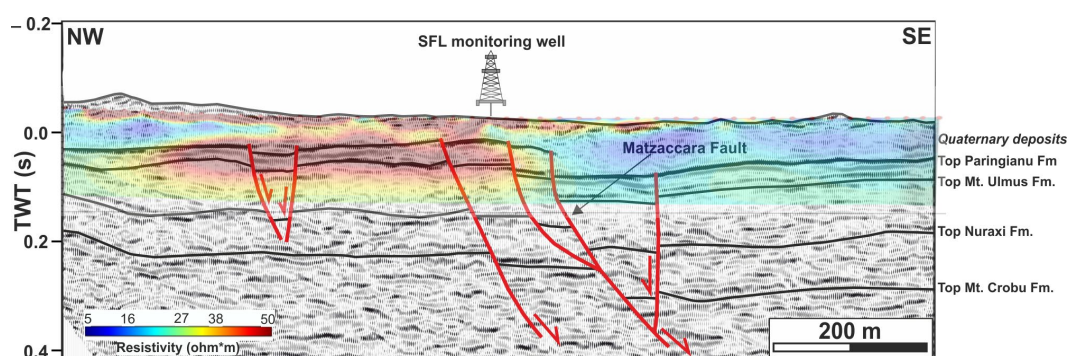 – 0.2
NW
SE
SFL monitoring well
0.0
Quaternary deposits
Matzaccara Fault
Top Paringianu Fm
Top Mt. Ulmus Fm.
TWT (s)
0.2
Top Nuraxi Fm.
Top Mt. Crobu Fm.
5 16 27 38 50
Resistivity (ohm*m)
200 m
0.4